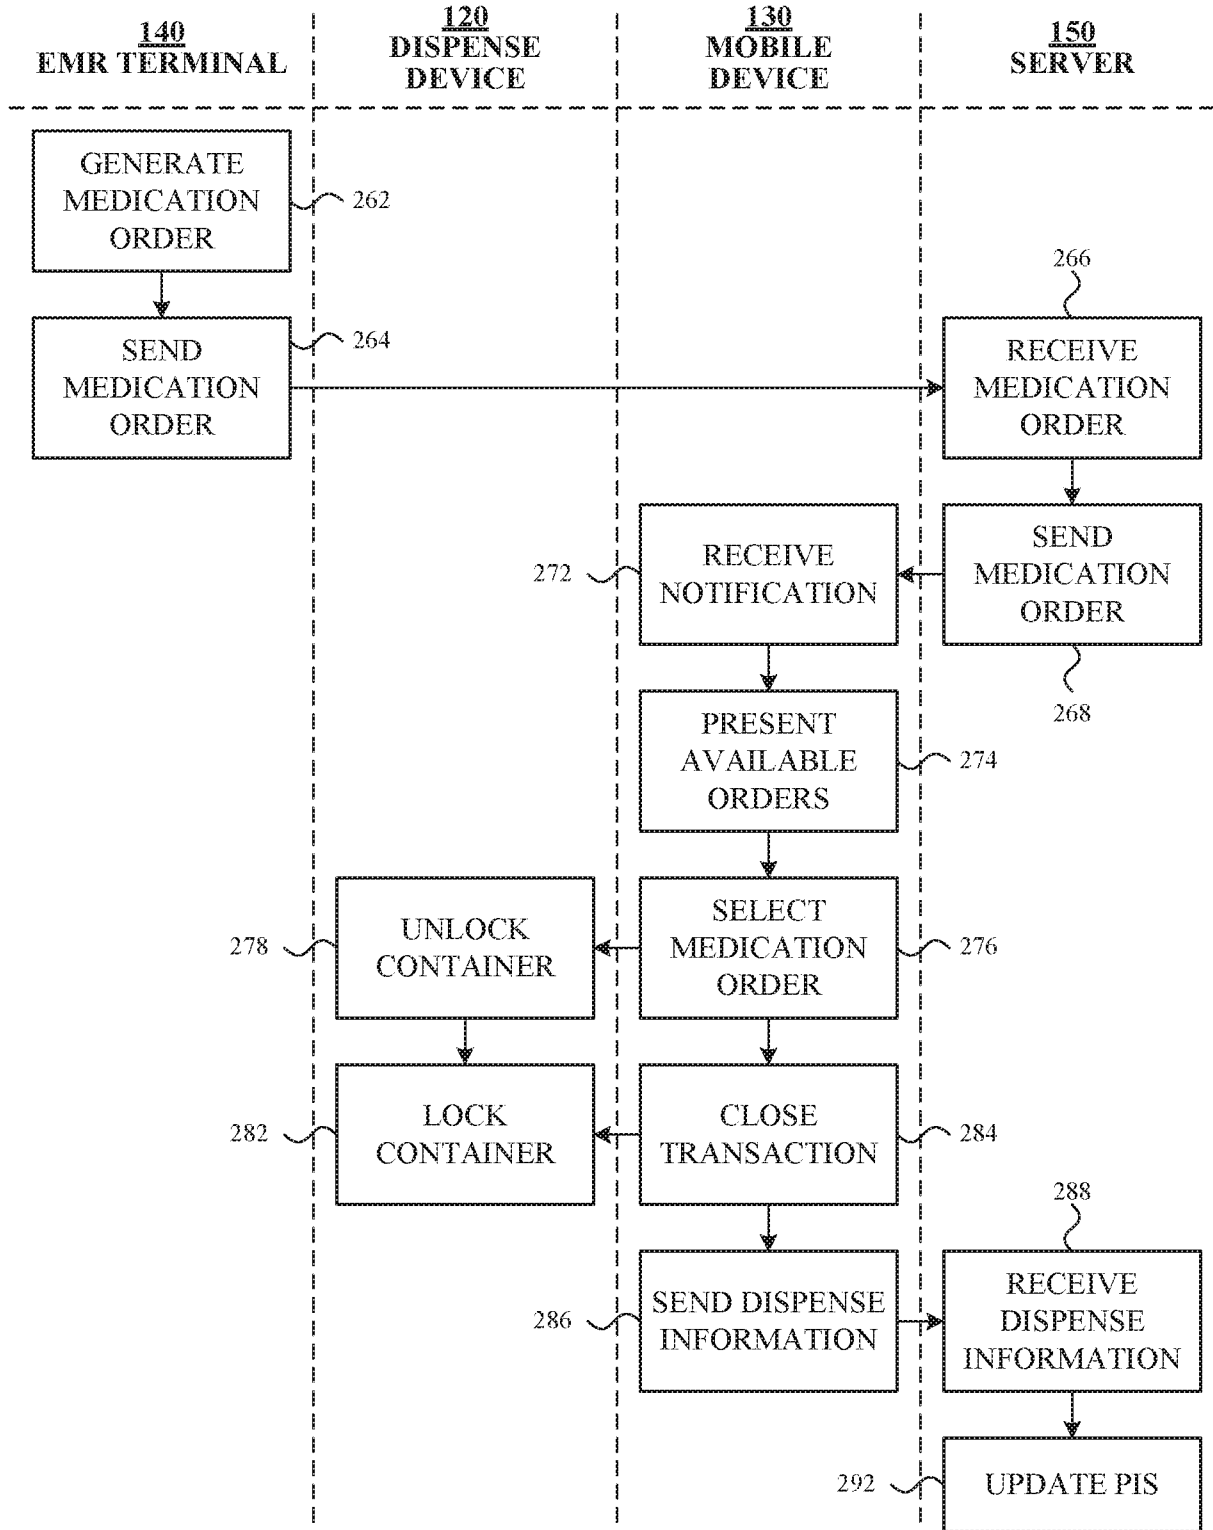 140
EMR TERMINAL
120
DISPENSE
DEVICE
130
MOBILE
DEVICE
150
SERVER
GENERATE
MEDICATION
ORDER
262
SEND
MEDICATION
ORDER
264
266
RECEIVE
MEDICATION
ORDER
272
RECEIVE
NOTIFICATION
SEND
MEDICATION
ORDER
268
PRESENT
AVAILABLE
ORDERS
274
278
UNLOCK
CONTAINER
SELECT
MEDICATION
ORDER
276
282
LOCK
CONTAINER
CLOSE
TRANSACTION
284
286
SEND DISPENSE
INFORMATION
288
RECEIVE
DISPENSE
INFORMATION
292
UPDATE PIS